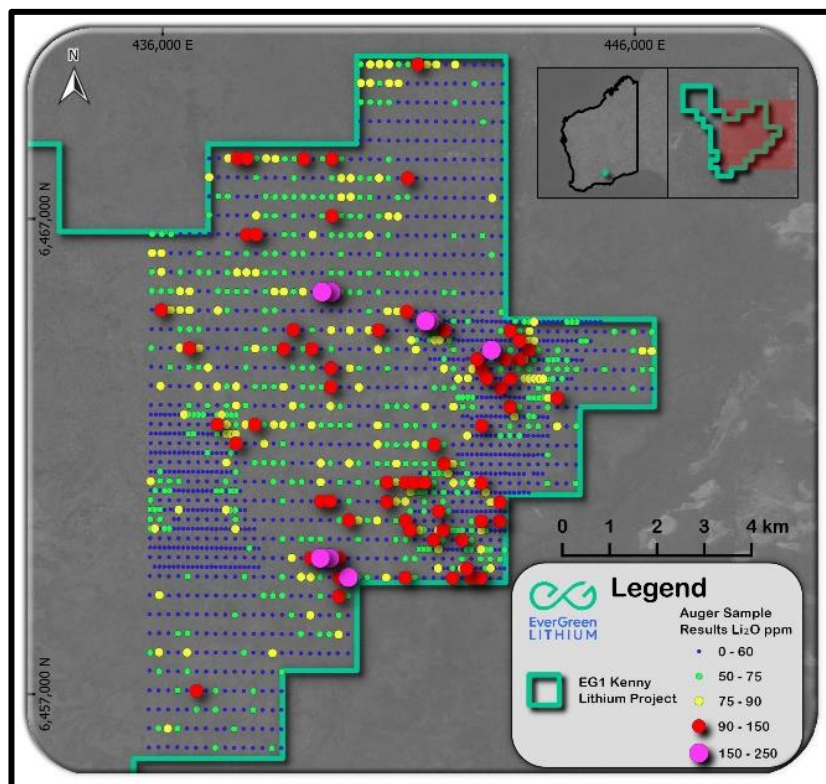 436,000 E
446,000 E
N
6,467,000 N
6,457,000 N
0 1 2 3 4 km
EverGreen
LITHIUM
Legend
EG1 Kenny
Lithium Project
Auger Sample
Results Li₂O ppm
0 - 60
50 - 75
75 - 90
90 - 150
150 - 250